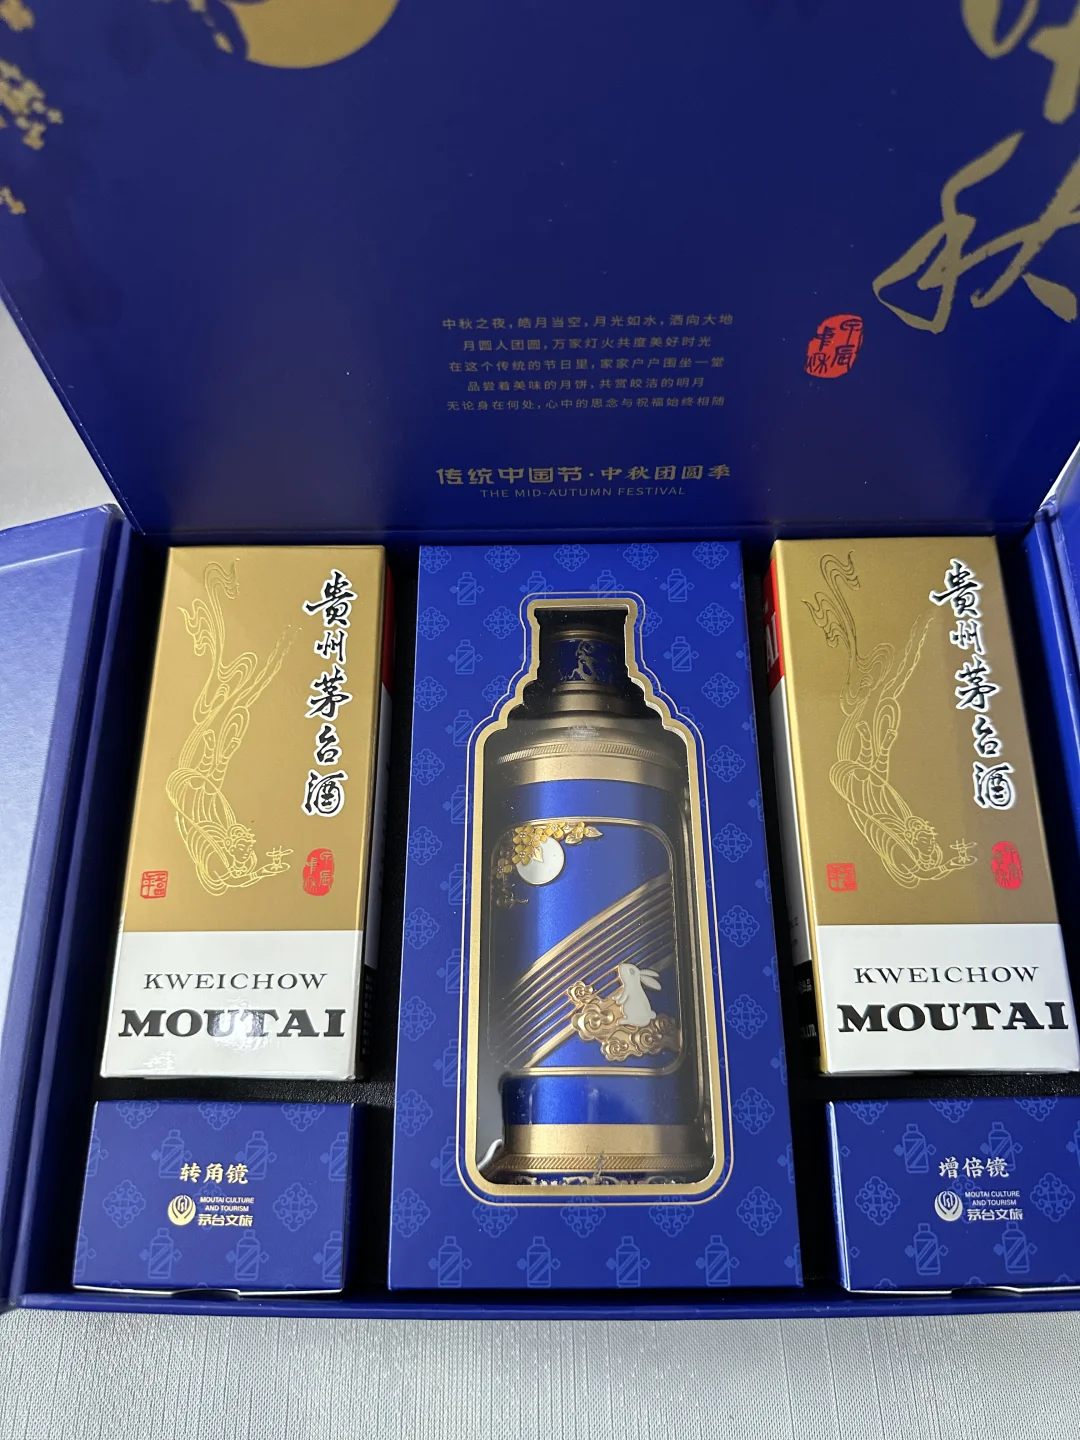 中秋
甲辰
中秋之夜，皓月当空，月光如水，洒向大地
月圆人团圆，万家灯火共度美好时光
在这个传统的节日里，家家户户围坐一堂
品尝着美味的月饼、共赏皎洁的明月
无论身在何处，心中的思念与祝福始终相随
传统中国节·中秋团圆季
THE MID-AUTUMN FESTIVAL
貴州茅台酒
KWEICHOW
MOUTAI
貴州茅台酒
KWEICHOW
MOUTAI
转角镜
MOUTAI CULTURE
AND TOURISM
茅台文旅
增倍镜
MOUTAI CULTURE
AND TOURISM
茅台文旅